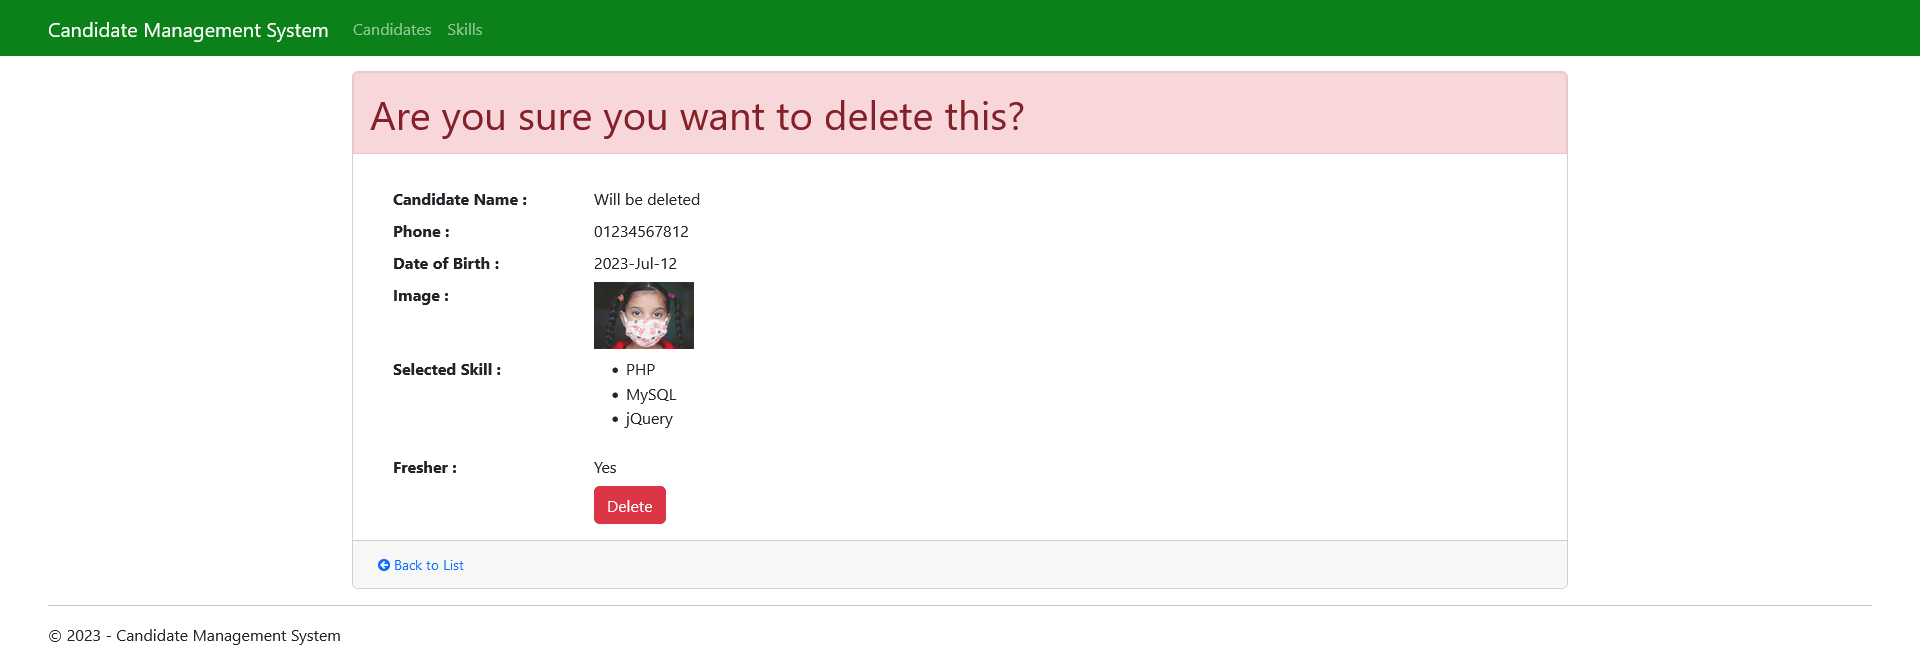 Candidate Management System Candidates Skills
Are you sure you want to delete this?
Candidate Name : Will be deleted
Phone : 01234567812
Date of Birth : 2023-Jul-12
Image :
Selected Skill : • PHP
• MySQL
• jQuery
Fresher : Yes
Delete
Back to List
© 2023 - Candidate Management System